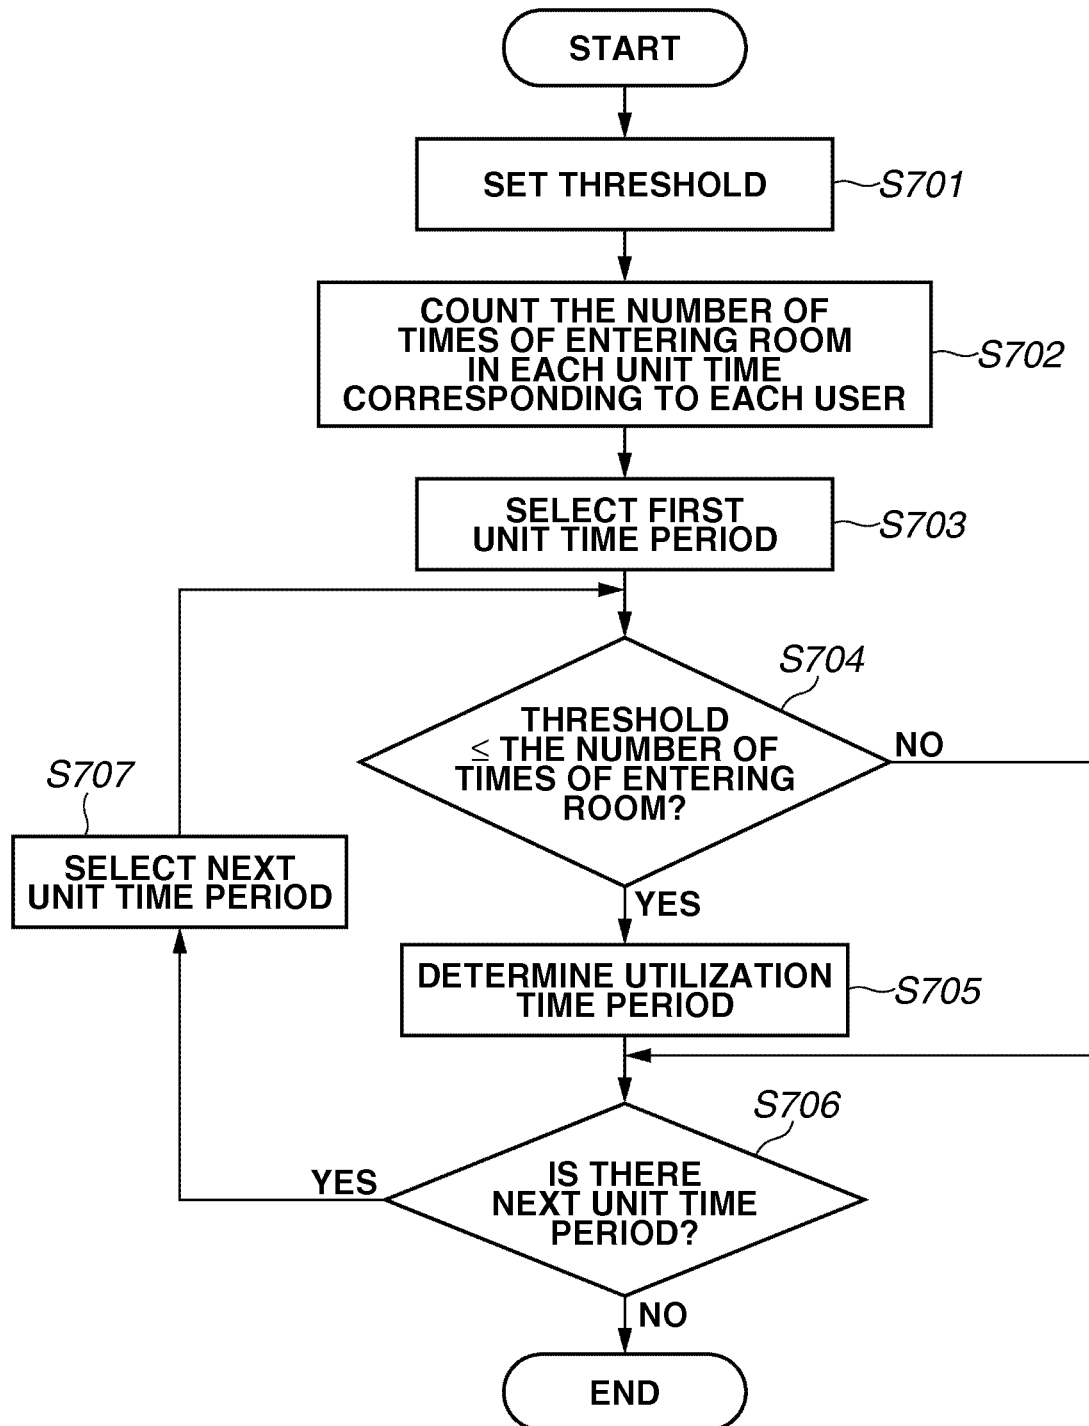 START
SET THRESHOLD
S701
COUNT THE NUMBER OF
TIMES OF ENTERING ROOM
IN EACH UNIT TIME
CORRESPONDING TO EACH USER
S702
SELECT FIRST
UNIT TIME PERIOD
S703
S704
THRESHOLD
≤ THE NUMBER OF
TIMES OF ENTERING
ROOM?
NO
S707
SELECT NEXT
UNIT TIME PERIOD
YES
DETERMINE UTILIZATION
TIME PERIOD
S705
S706
IS THERE
NEXT UNIT TIME
PERIOD?
YES
NO
END